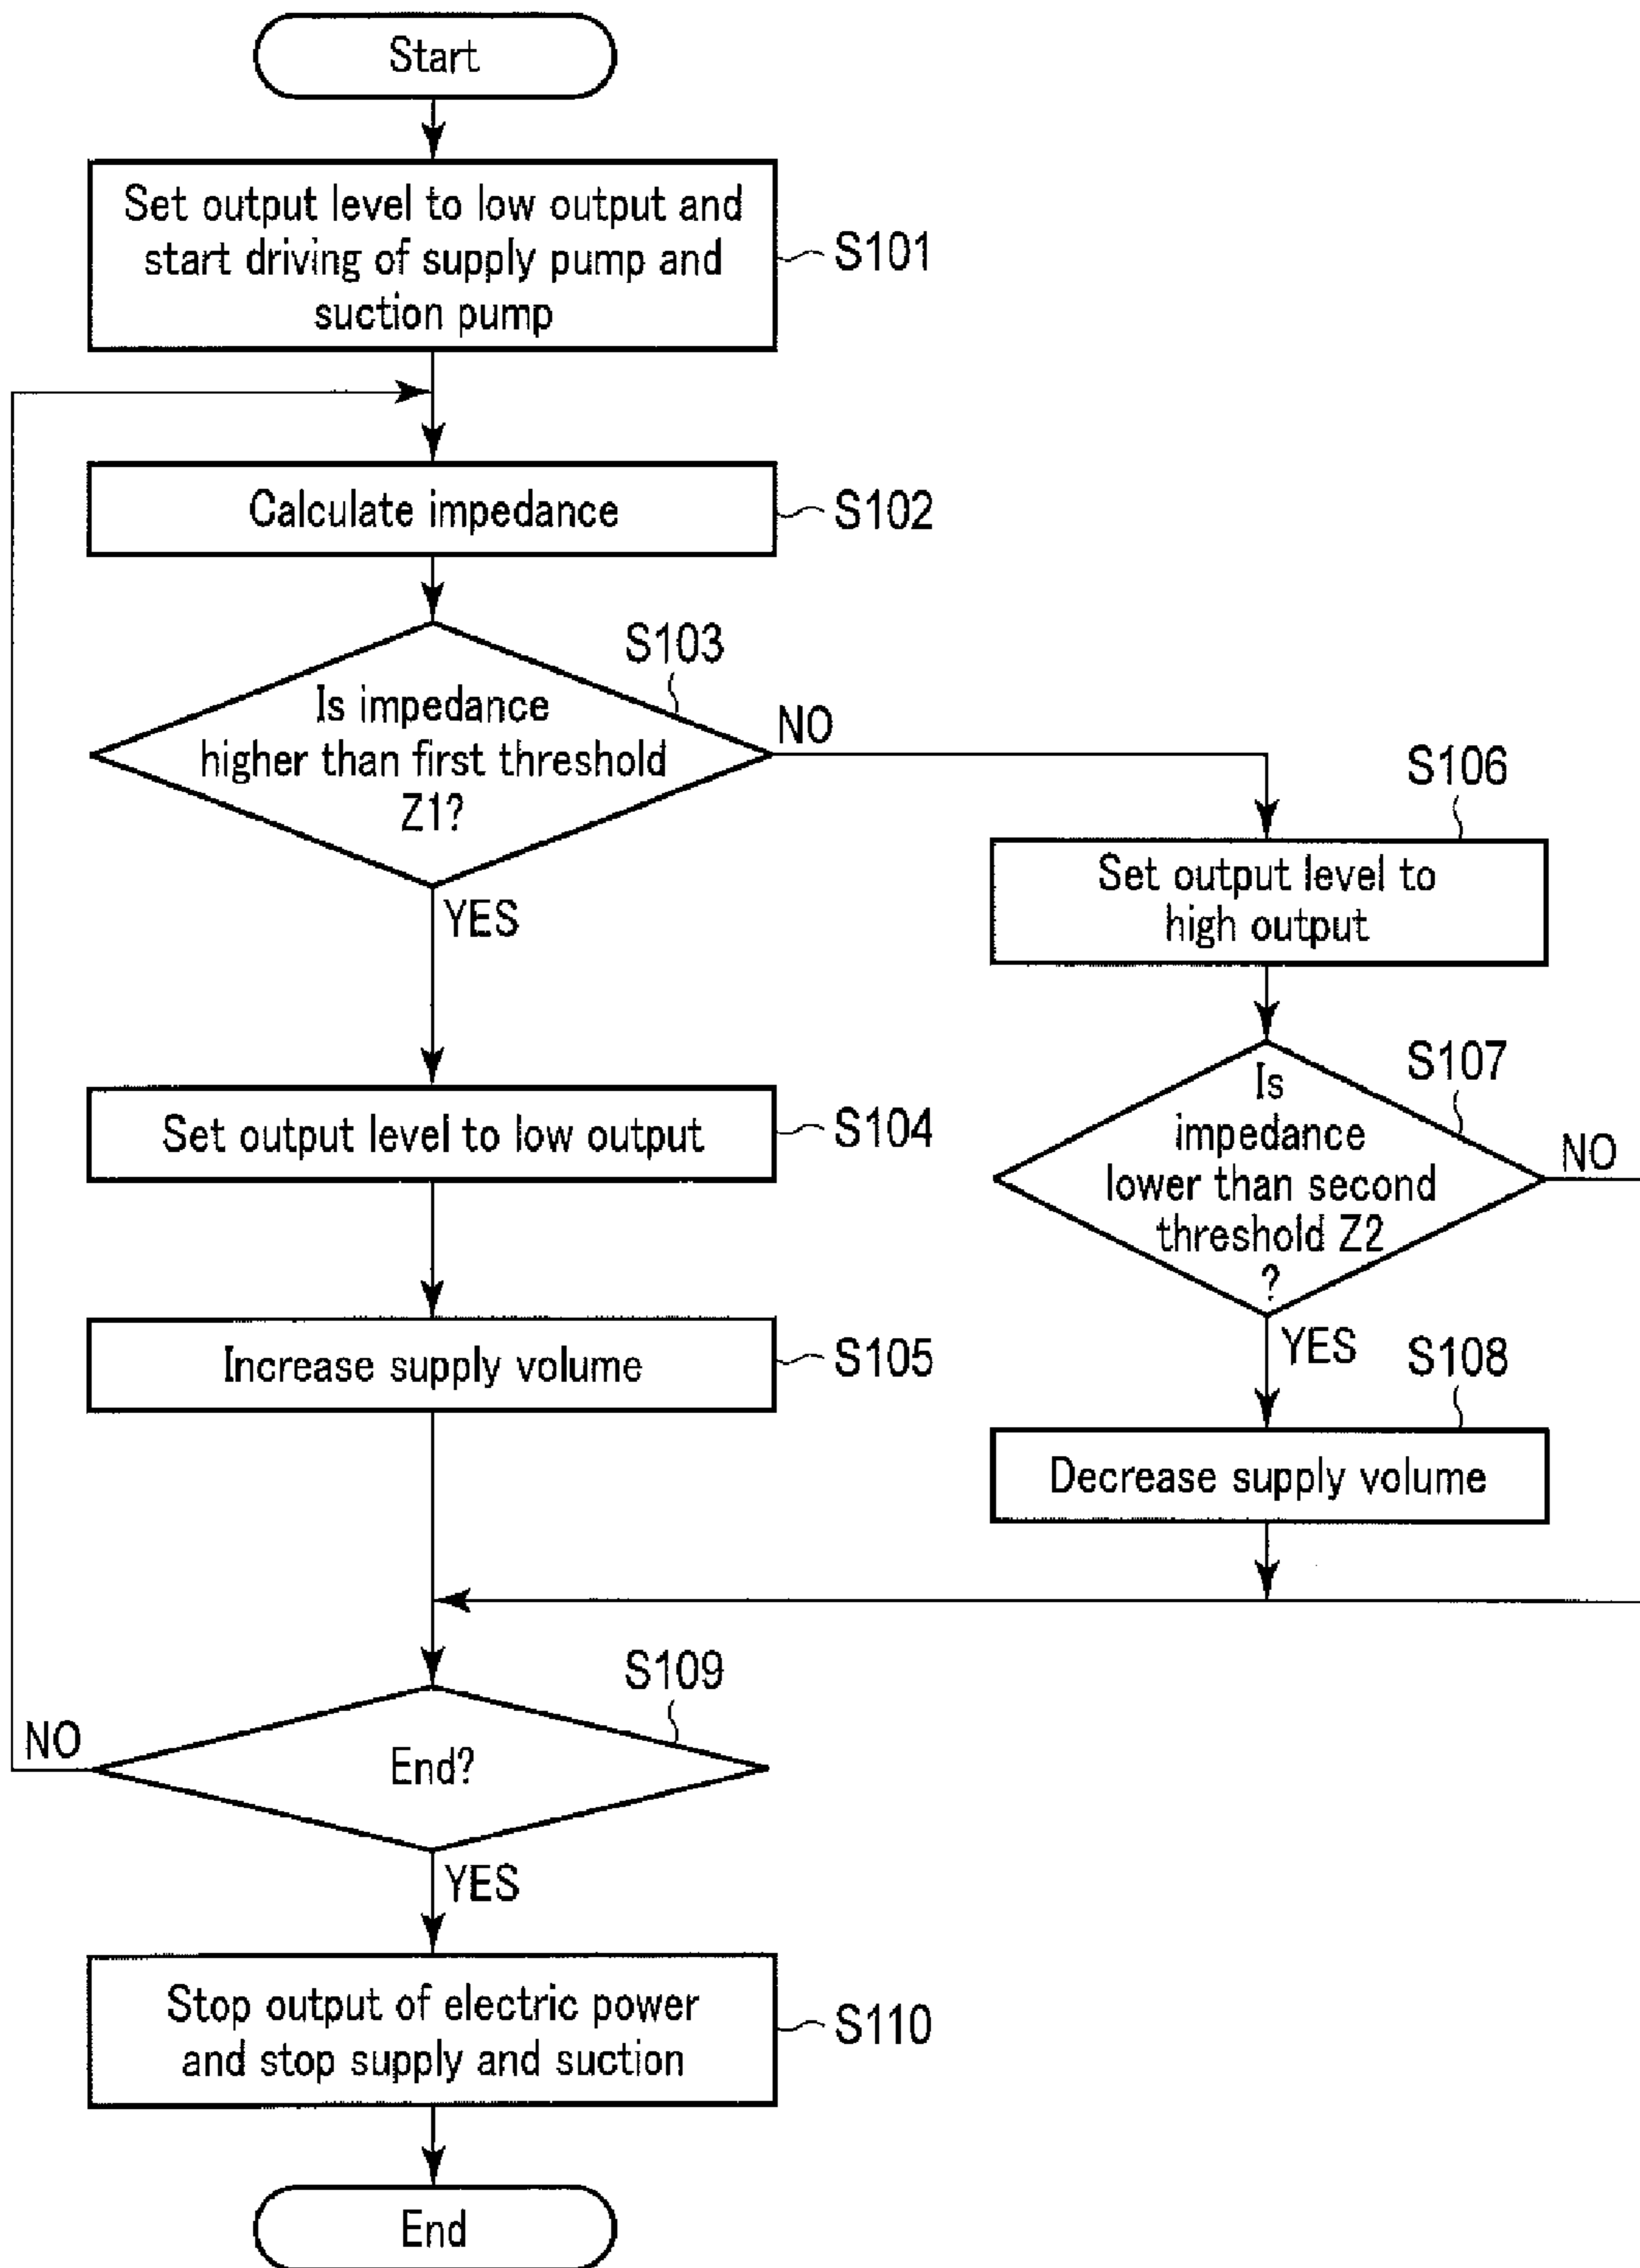 Start
Set output level to low output and
start driving of supply pump and
suction pump
S101
Calculate impedance
S102
S103
Is impedance
higher than first threshold
Z1?
NO
YES
S106
Set output level to
high output
S107
Is
impedance
lower than second
threshold Z2
?
NO
YES
Set output level to low output
S104
Increase supply volume
S105
S108
Decrease supply volume
S109
End?
NO
YES
Stop output of electric power
and stop supply and suction
S110
End